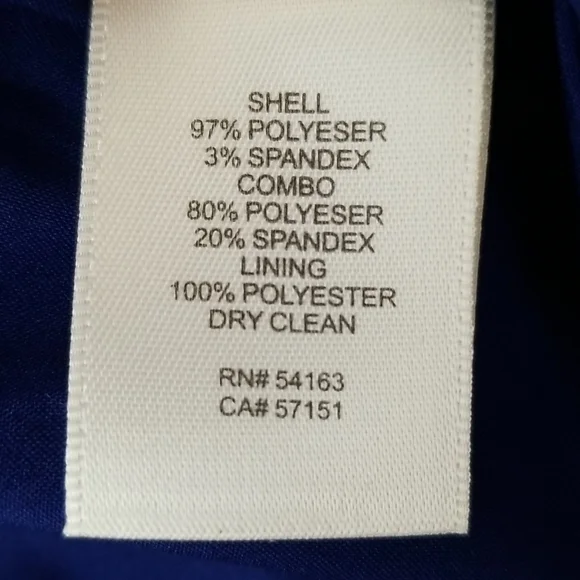 SHELL
97% POLYESER
3% SPANDEX
COMBO
80% POLYESER
20% SPANDEX
LINING
100% POLYESTER
DRY CLEAN
RN# 54163
CA# 57151